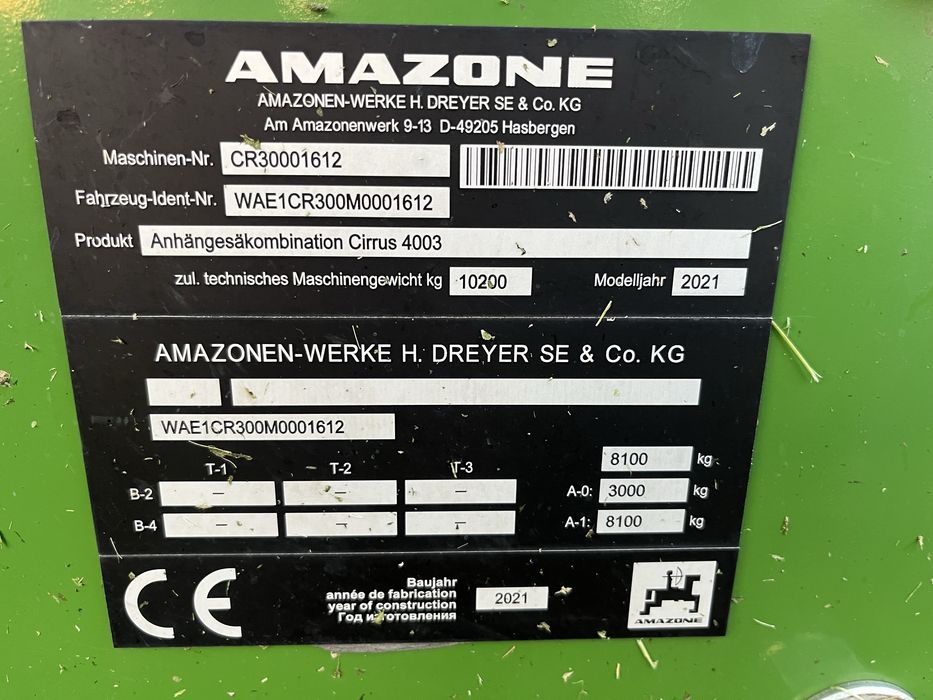 AMAZONE
AMAZONEN-WERKE H. DREYER SE & Co. KG
Am Amazonenwerk 9-13 D-49205 Hasbergen
Maschinen-Nr. CR30001612
Fahrzeug-Ident-Nr. WAE1CR300M0001612
Produkt Anhängesäkombination Cirrus 4003
zul. technisches Maschinengewicht kg 10200 Modelljahr 2021
AMAZONEN-WERKE H. DREYER SE & Co. KG
WAE1CR300M0001612
8100 kg
T-1 T-2 T-3
B-2 – – – A-0: 3000 kg
B-4 – – – A-1: 8100 kg
CE
Baujahr
année de fabrication
year of construction
Год изготовления
2021
AMAZONE